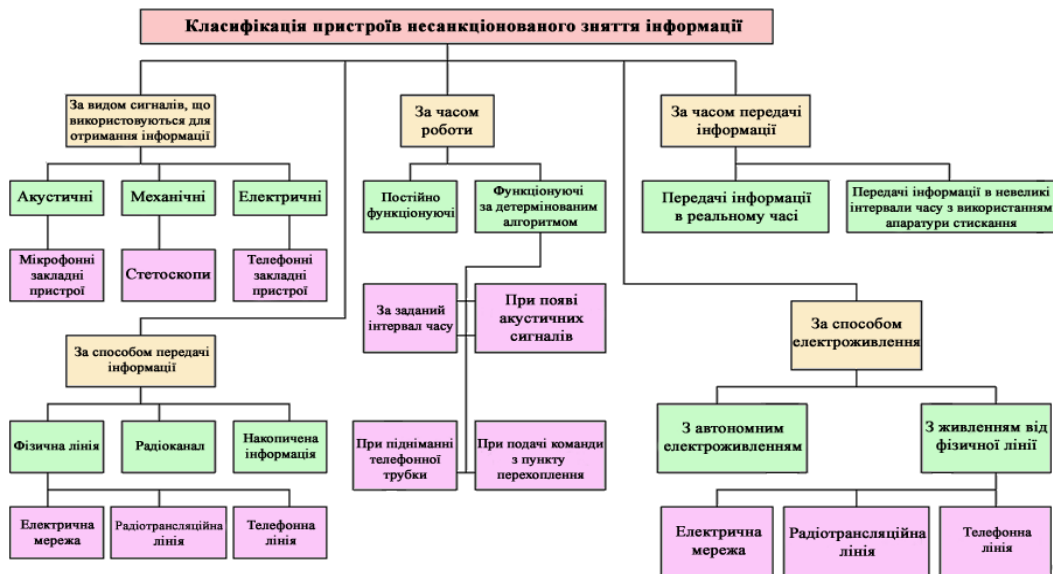 Класифікація пристроїв несанкціонованого зняття інформації
За видом сигналів, що
використовуються для
отримання інформації
За часом
роботи
За часом передачі
інформації
Акустичні
Механічні
Електричні
Постійно
функціонуючі
Функціонуючі
за детермінованим
алгоритмом
Передачі інформації
в реальному часі
Передачі інформації в невеликі
інтервали часу з використанням
апаратури стискання
Мікрофонні
закладні
пристрої
Стетоскопи
Телефонні
закладні
пристрої
За заданий
інтервал часу
При появі
акустичних
сигналів
За способом передачі
інформації
За способом
електроживлення
Фізична лінія
Радіоканал
Накопичена
інформація
При підніманні
телефонної
трубки
При подачі команди
з пункту
перехоплення
З автономним
електроживленням
З живленням від
фізичної лінії
Електрична
мережа
Радіотрансляційна
лінія
Телефонна
лінія
Електрична
мережа
Радіотрансляційна
лінія
Телефонна
лінія